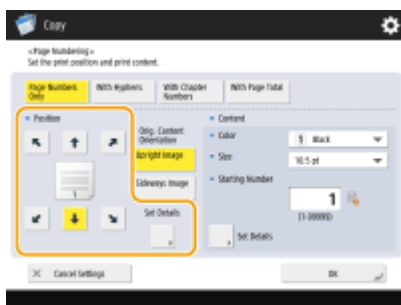 Copy
<Page Numbering>
Set the print position and print content.
Page Numbers Only
With Hyphens
With Chapter Numbers
With Page Total
Position
Orig. Content Orientation
Upright Image
Sideways Image
Set Details
Content
Color
Black
Size
10.5 pt
Starting Number
1
(1-99999)
Set Details
Cancel Settings
OK